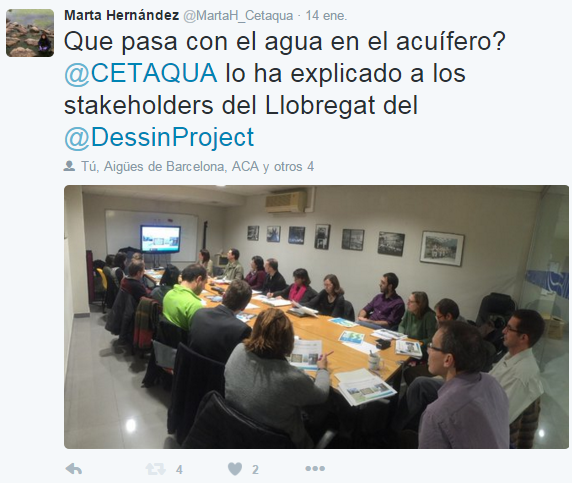 Marta Hernández @MartaH_Cetaqua · 14 ene.
Que pasa con el agua en el acuífero?
@CETAQUA lo ha explicado a los
stakeholders del Llobregat del
@DessinProject
Tú, Aigües de Barcelona, ACA y otros 4
4 2